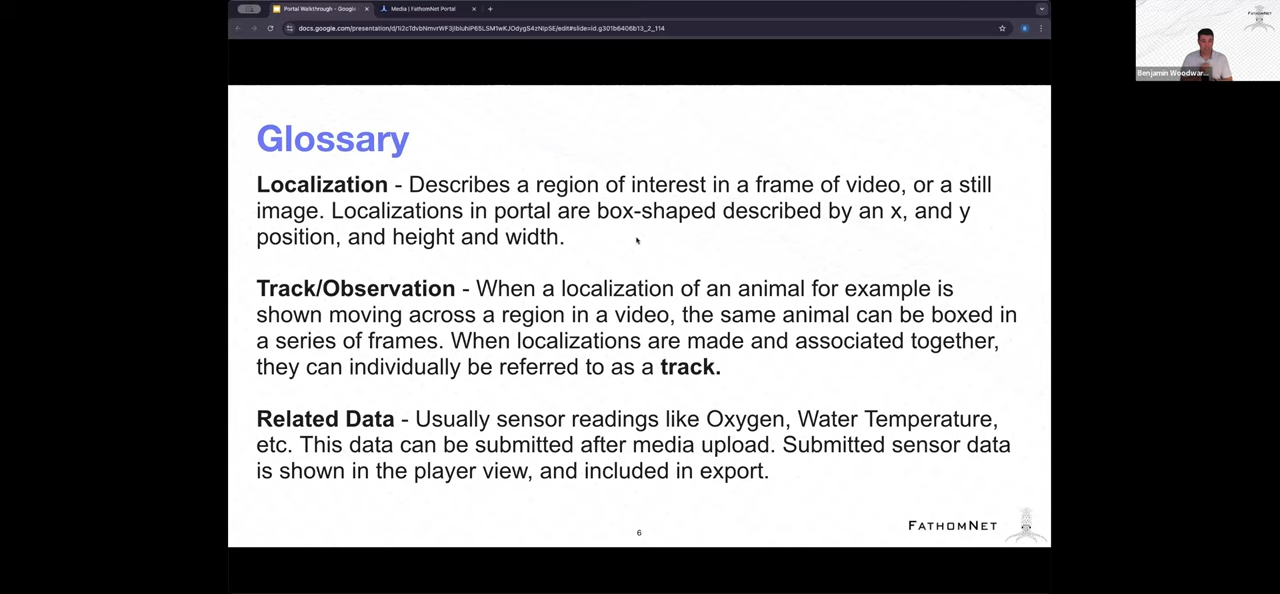 Portal Walkthrough - Google
Media | FathomNet Portal
Benjamin Woodwar...
FATHOMNET
Glossary
Localization - Describes a region of interest in a frame of video, or a still
image. Localizations in portal are box-shaped described by an x, and y
position, and height and width.
Track/Observation - When a localization of an animal for example is
shown moving across a region in a video, the same animal can be boxed in
a series of frames. When localizations are made and associated together,
they can individually be referred to as a track.
Related Data - Usually sensor readings like Oxygen, Water Temperature,
etc. This data can be submitted after media upload. Submitted sensor data
is shown in the player view, and included in export.
FATHOMNET
6